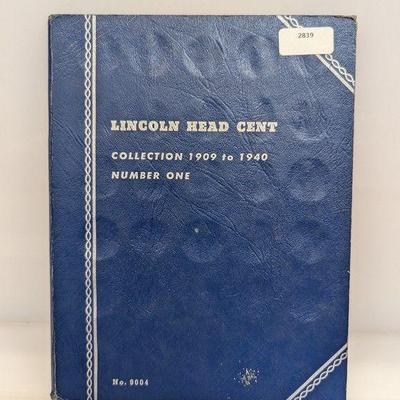 2839
LINCOLN HEAD CENT
COLLECTION 1909 to 1940
NUMBER ONE
No. 9004